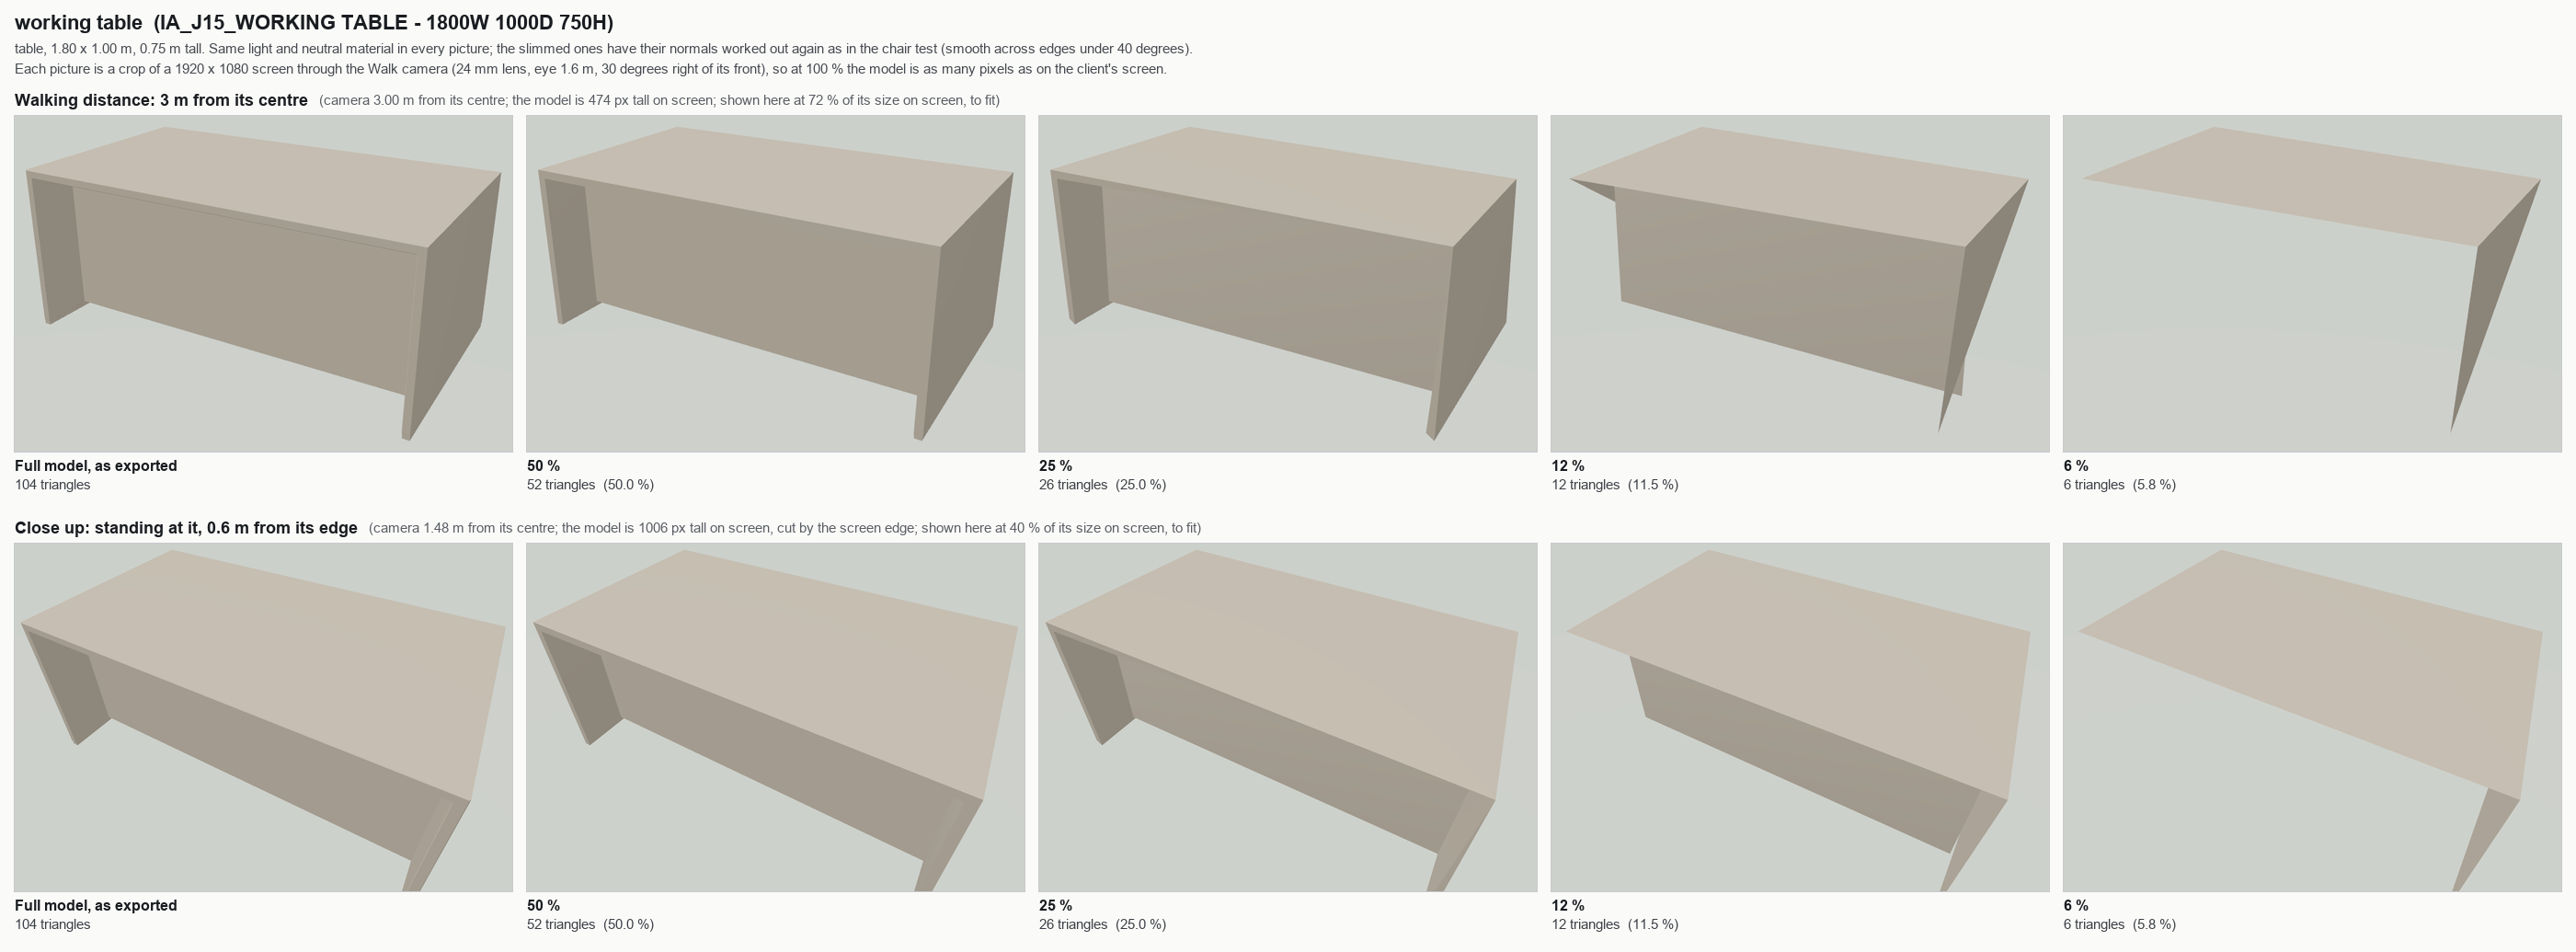 working table (IA_J15_WORKING TABLE - 1800W 1000D 750H)
table, 1.80 x 1.00 m, 0.75 m tall. Same light and neutral material in every picture; the slimmed ones have their normals worked out again as in the chair test (smooth across edges under 40 degrees).
Each picture is a crop of a 1920 x 1080 screen through the Walk camera (24 mm lens, eye 1.6 m, 30 degrees right of its front), so at 100 % the model is as many pixels as on the client's screen.
Walking distance: 3 m from its centre (camera 3.00 m from its centre; the model is 474 px tall on screen; shown here at 72 % of its size on screen, to fit)
Full model, as exported
104 triangles
50 %
52 triangles (50.0 %)
25 %
26 triangles (25.0 %)
12 %
12 triangles (11.5 %)
6 %
6 triangles (5.8 %)
Close up: standing at it, 0.6 m from its edge (camera 1.48 m from its centre; the model is 1006 px tall on screen, cut by the screen edge; shown here at 40 % of its size on screen, to fit)
Full model, as exported
104 triangles
50 %
52 triangles (50.0 %)
25 %
26 triangles (25.0 %)
12 %
12 triangles (11.5 %)
6 %
6 triangles (5.8 %)